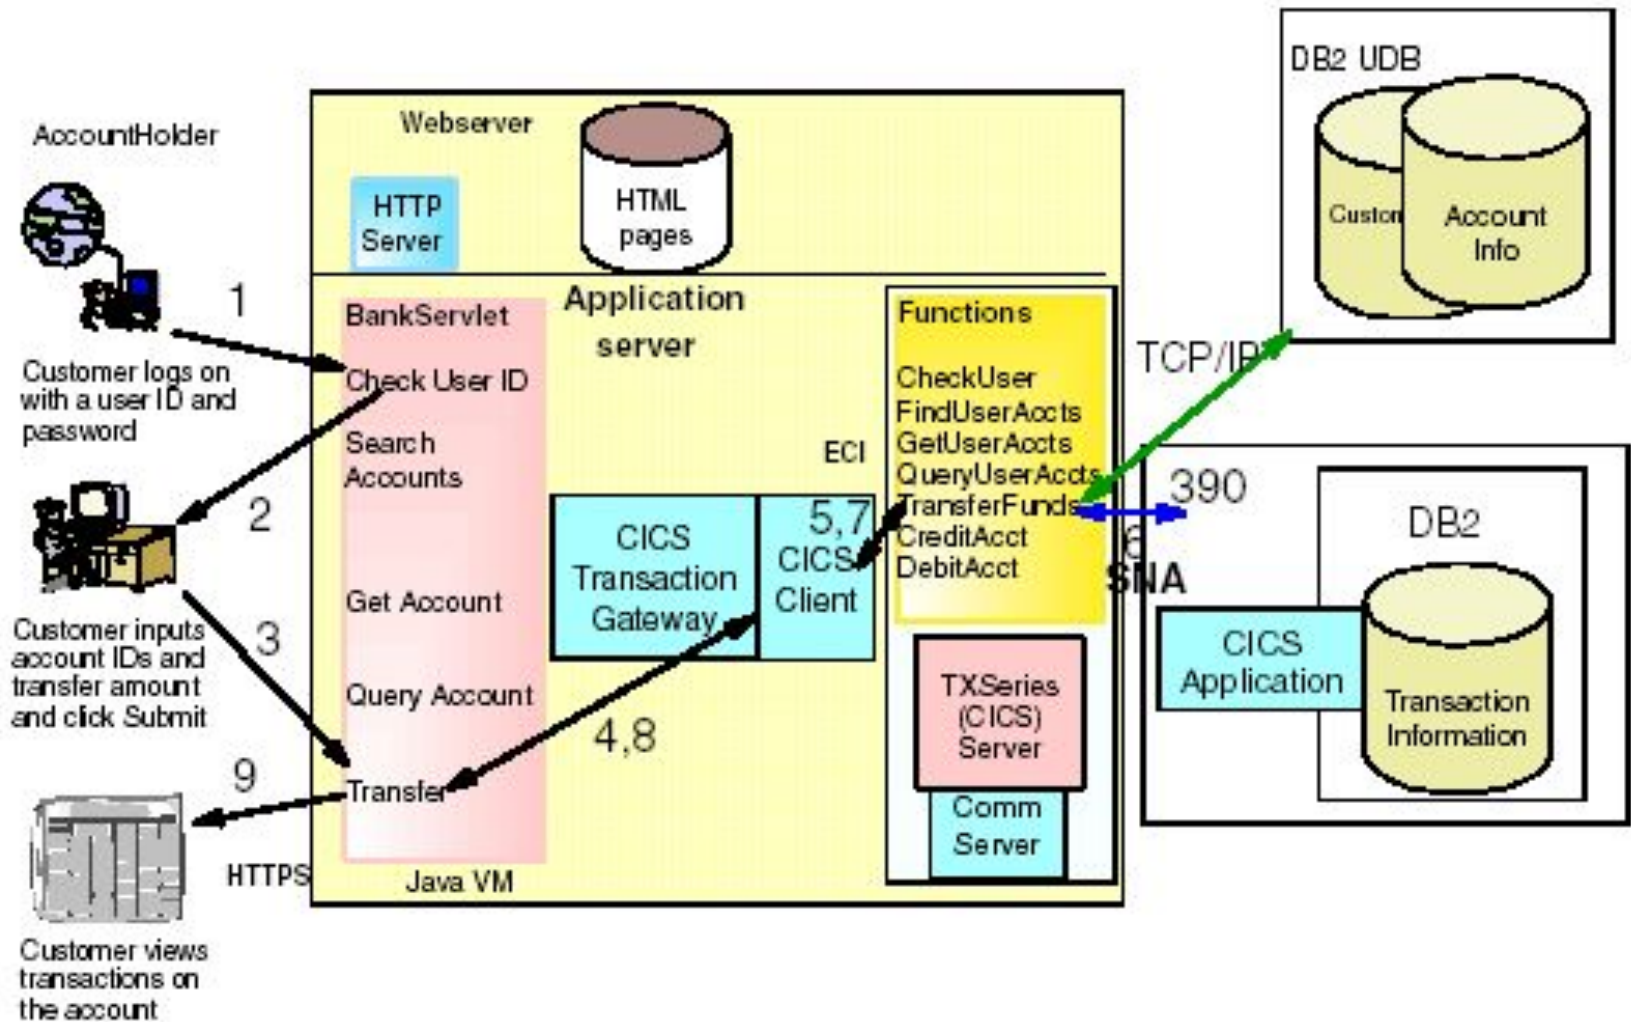 AccountHolder
1
Customer logs on
with a user ID and
password
2
Customer inputs
account IDs and
transfer amount
and click Submit
3
9
HTTPS
Customer views
transactions on
the account
Webserver
HTTP
Server
HTML
pages
Application
server
BankServlet
Check User ID
Search
Accounts
Get Account
Query Account
Transfer
Java VM
ECI
CICS
Transaction
Gateway
5,7
CICS
Client
4,8
Functions
CheckUser
FindUserAccts
GetUserAccts
QueryUserAccts
TransferFunds
CreditAcct
DebitAcct
TXSeries
(CICS)
Server
Comm
Server
DB2 UDB
Custom
Account
Info
TCP/IP
390
6
SNA
DB2
CICS
Application
Transaction
Information